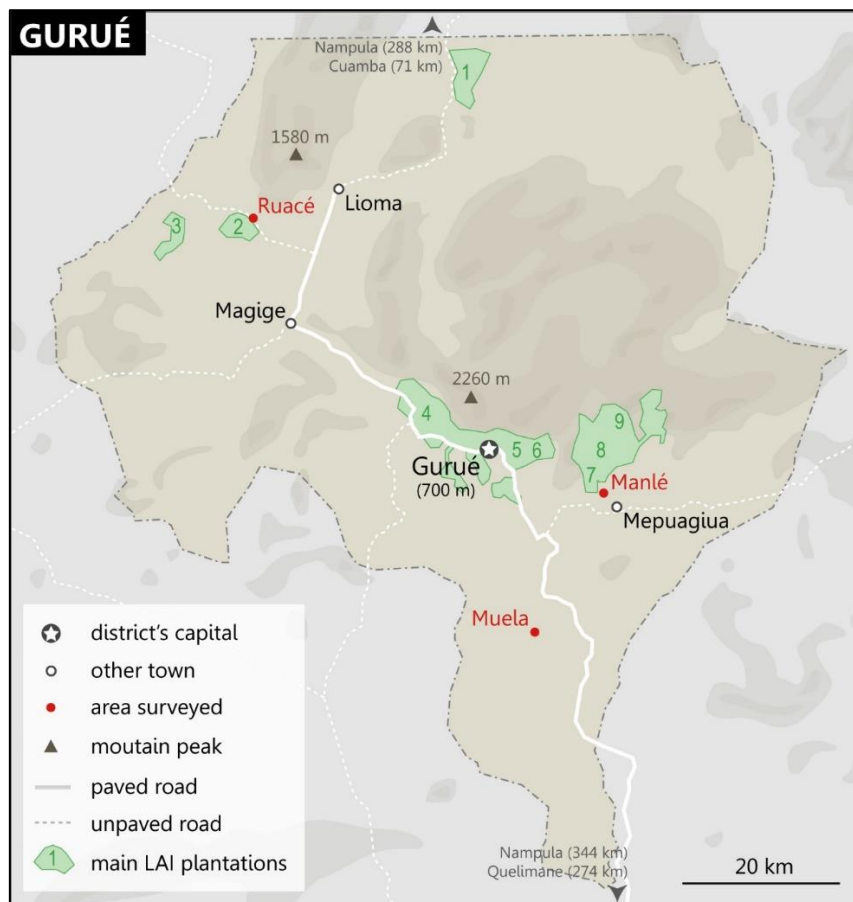 GURUÉ
Nampula (288 km)
Cuamba (71 km)
1
1580 m
Ruacé
Lioma
3
2
Magige
2260 m
4
9
5 6
8
Gurué
(700 m)
7
Manlé
Mepuagiua
Muela
district's capital
other town
area surveyed
moutain peak
paved road
unpaved road
1 main LAI plantations
Nampula (344 km)
Quelimane (274 km)
20 km